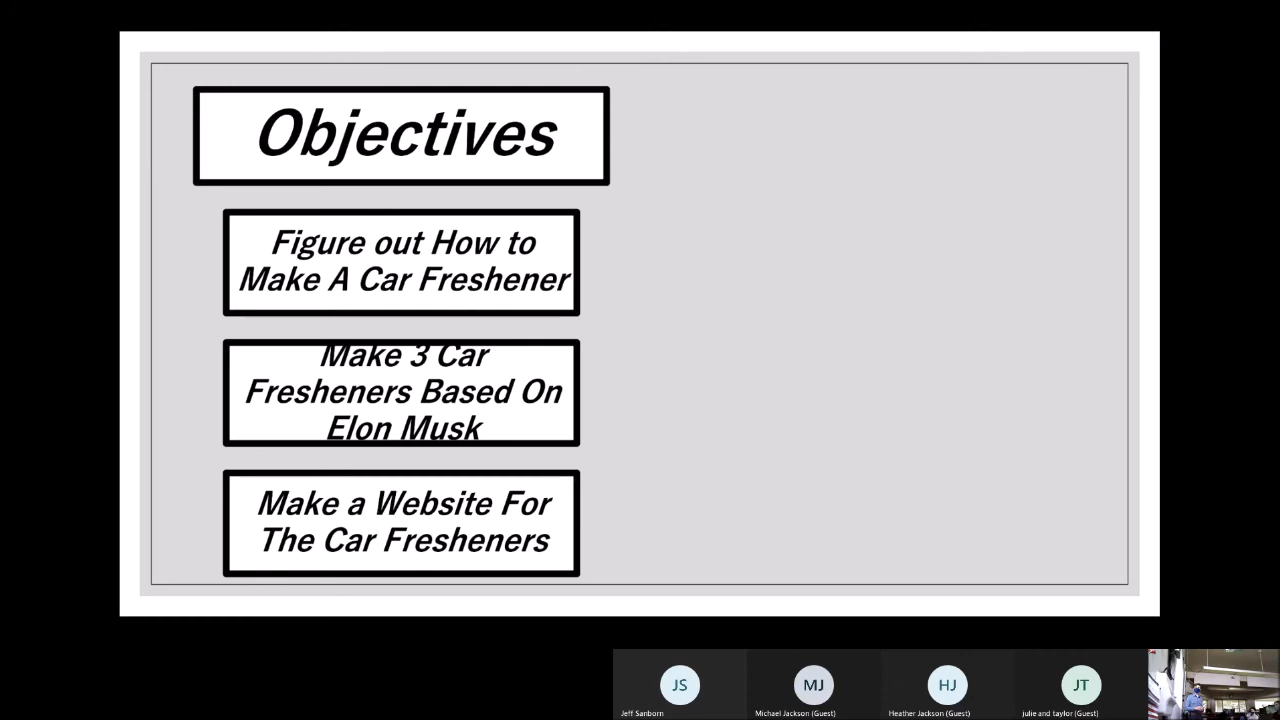 Objectives
Figure out How to
Make A Car Freshener
Make 3 Car
Fresheners Based On
Elon Musk
Make a Website For
The Car Fresheners
JS
MJ
HJ
JT
Jeff Sanborn
Michael Jackson (Guest)
Heather Jackson (Guest)
julie and taylor (Guest)